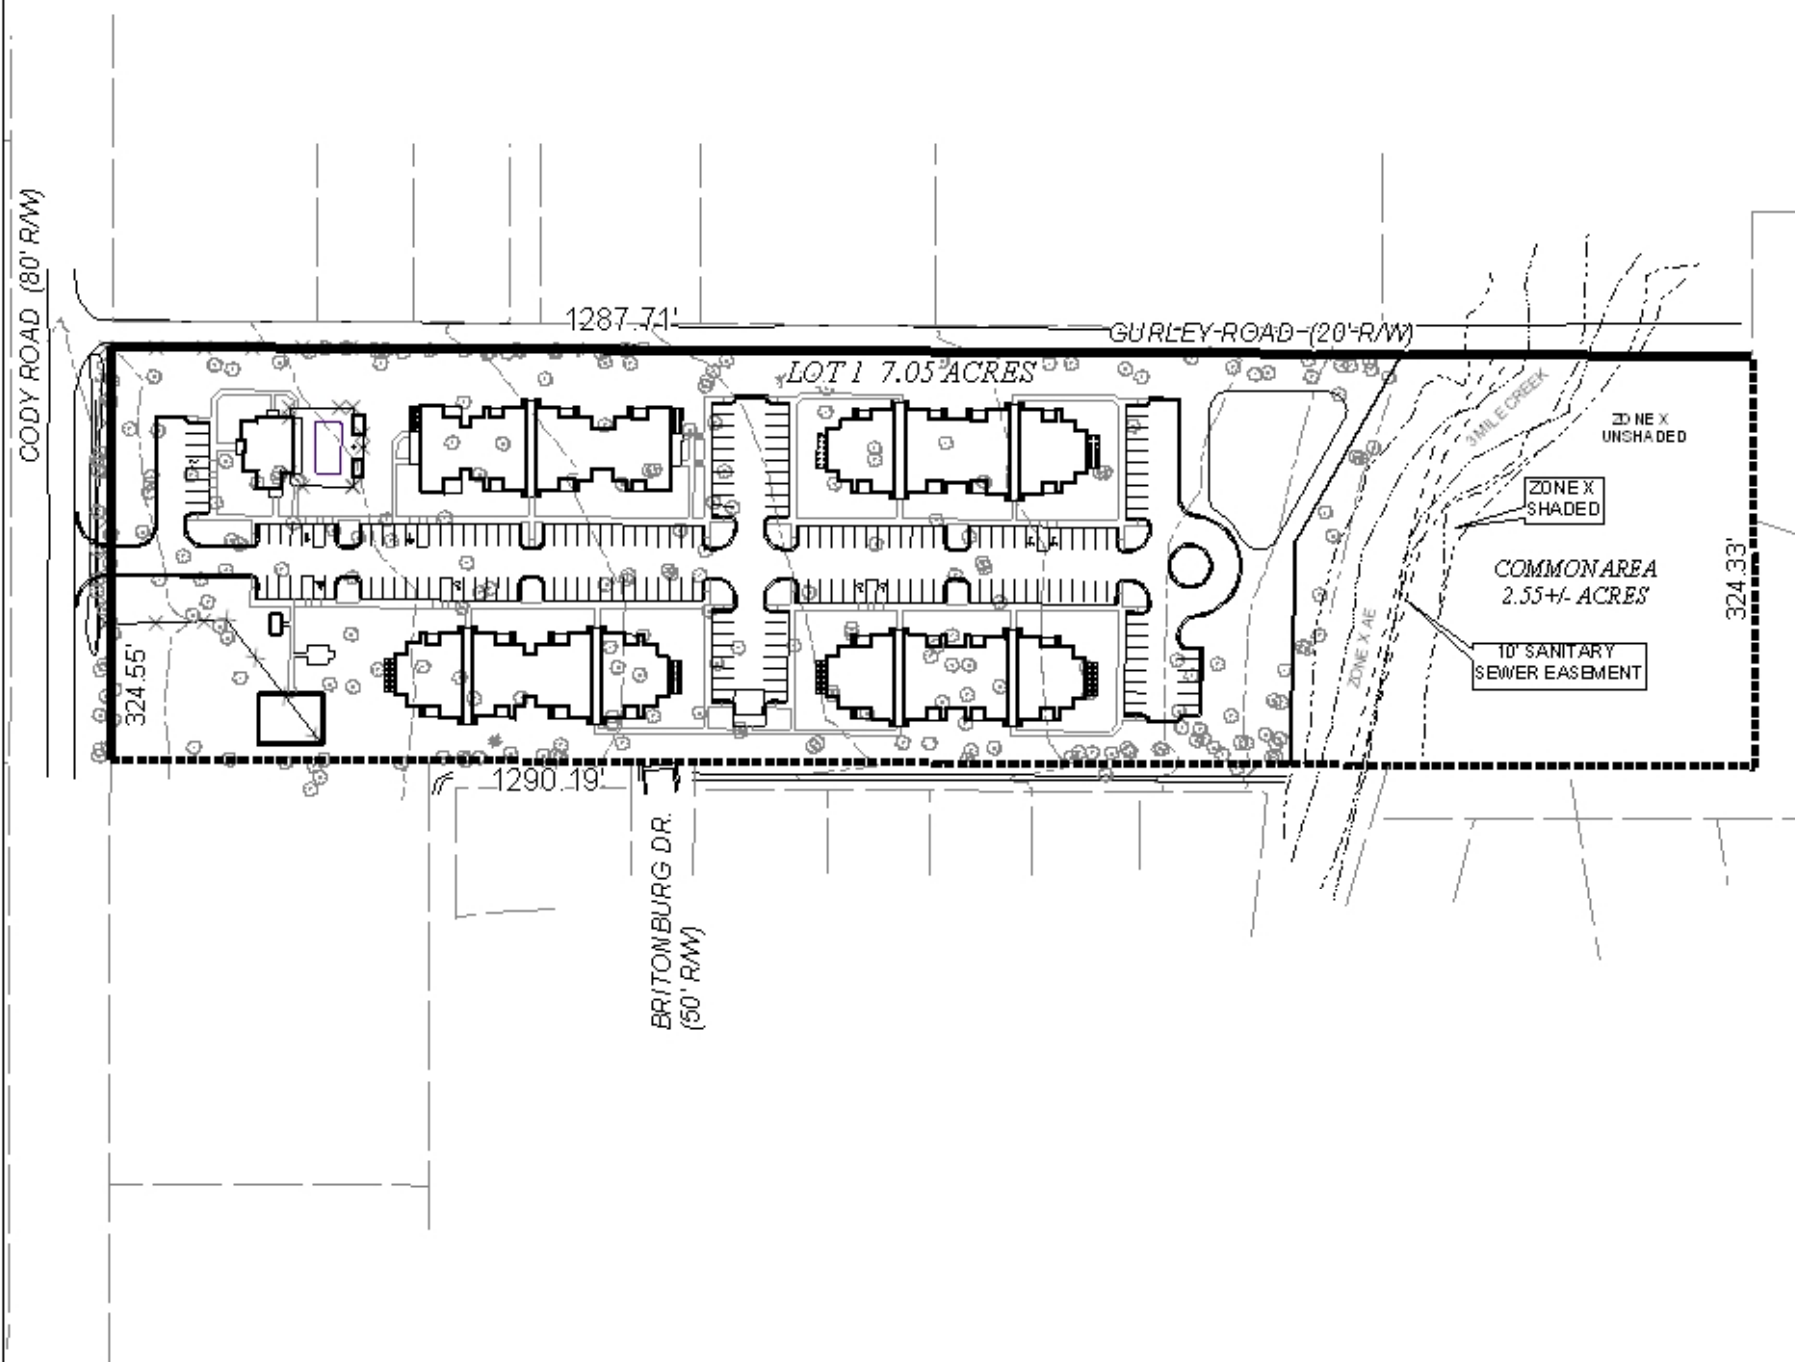 CODY ROAD (80' R/W)
1287.71'
GURLEY ROAD (20' R/W)
LOT 1 7.05 ACRES
3 MILE CREEK
ZONE X
UNSHADED
ZONE X
SHADED
COMMON AREA
2.55+/- ACRES
324.33'
ZONE X AE
10' SANITARY
SEWER EASEMENT
324.55'
1290.19'
BRITONBURG DR.
(50' R/W)